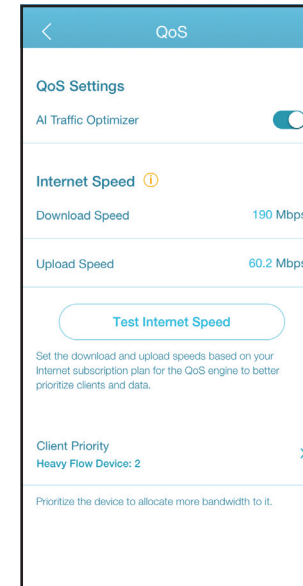 QoS
QoS Settings
AI Traffic Optimizer
Internet Speed
Download Speed 190 Mbps
Upload Speed 60.2 Mbps
Test Internet Speed
Set the download and upload speeds based on your
Internet subscription plan for the QoS engine to better
prioritize clients and data.
Client Priority
Heavy Flow Device: 2
Prioritize the device to allocate more bandwidth to it.